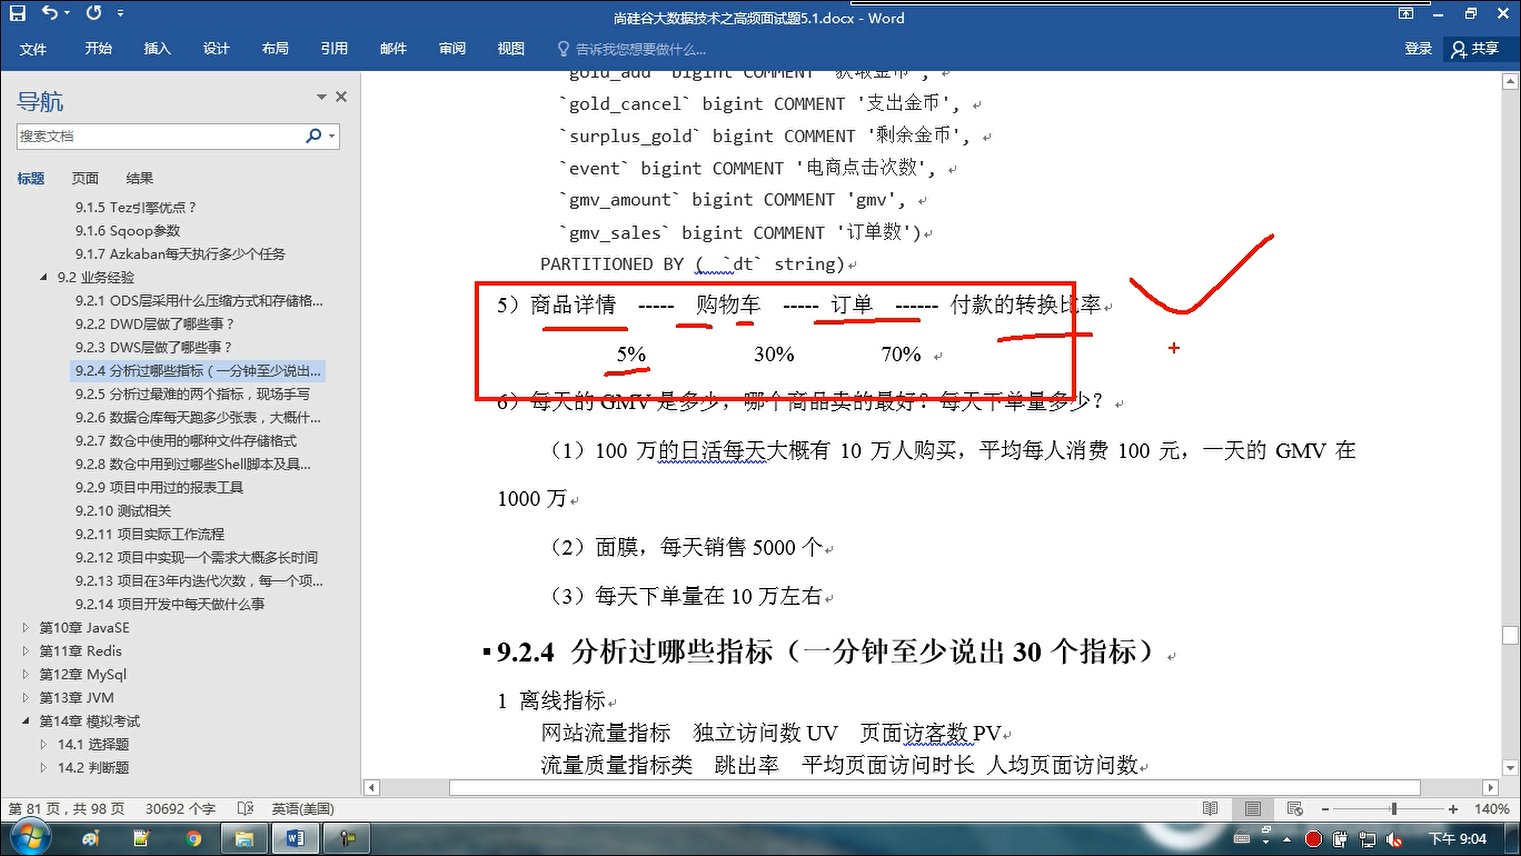 尚硅谷大数据技术之高频面试题5.1.docx - Word
文件 开始 插入 设计 布局 引用 邮件 审阅 视图 告诉我您想要做什么... 登录 共享
导航
搜索文档
标题 页面 结果
9.1.5 Tez引擎优点？
9.1.6 Sqoop参数
9.1.7 Azkaban每天执行多少个任务
9.2 业务经验
9.2.1 ODS层采用什么压缩方式和存储格...
9.2.2 DWD层做了哪些事？
9.2.3 DWS层做了哪些事？
9.2.4 分析过哪些指标（一分钟至少说出...
9.2.5 分析过最难的两个指标，现场手写
9.2.6 数据仓库每天跑多少张表，大概什...
9.2.7 数仓中使用的哪种文件存储格式
9.2.8 数仓中用到过哪些Shell脚本及具...
9.2.9 项目中用过的报表工具
9.2.10 测试相关
9.2.11 项目实际工作流程
9.2.12 项目中实现一个需求大概多长时间
9.2.13 项目在3年内迭代次数，每一个项...
9.2.14 项目开发中每天做什么事
第10章 JavaSE
第11章 Redis
第12章 MySql
第13章 JVM
第14章 模拟考试
14.1 选择题
14.2 判断题
`gold_add` bigint COMMENT '获取金币',
`gold_cancel` bigint COMMENT '支出金币',
`surplus_gold` bigint COMMENT '剩余金币',
`event` bigint COMMENT '电商点击次数',
`gmv_amount` bigint COMMENT 'gmv',
`gmv_sales` bigint COMMENT '订单数')
PARTITIONED BY ( `dt` string)
5）商品详情 ----- 购物车 ----- 订单 ------ 付款的转换比率
5% 30% 70%
6）每天的 GMV 是多少，哪个商品卖的最好？每天下单量多少？
（1）100 万的日活每天大概有 10 万人购买，平均每人消费 100 元，一天的 GMV 在
1000 万
（2）面膜，每天销售 5000 个
（3）每天下单量在 10 万左右
9.2.4 分析过哪些指标（一分钟至少说出 30 个指标）
1 离线指标
网站流量指标 独立访问数 UV 页面访客数 PV
流量质量指标类 跳出率 平均页面访问时长 人均页面访问数
第 81 页，共 98 页 30692 个字 英语(美国) 140%
下午 9:04